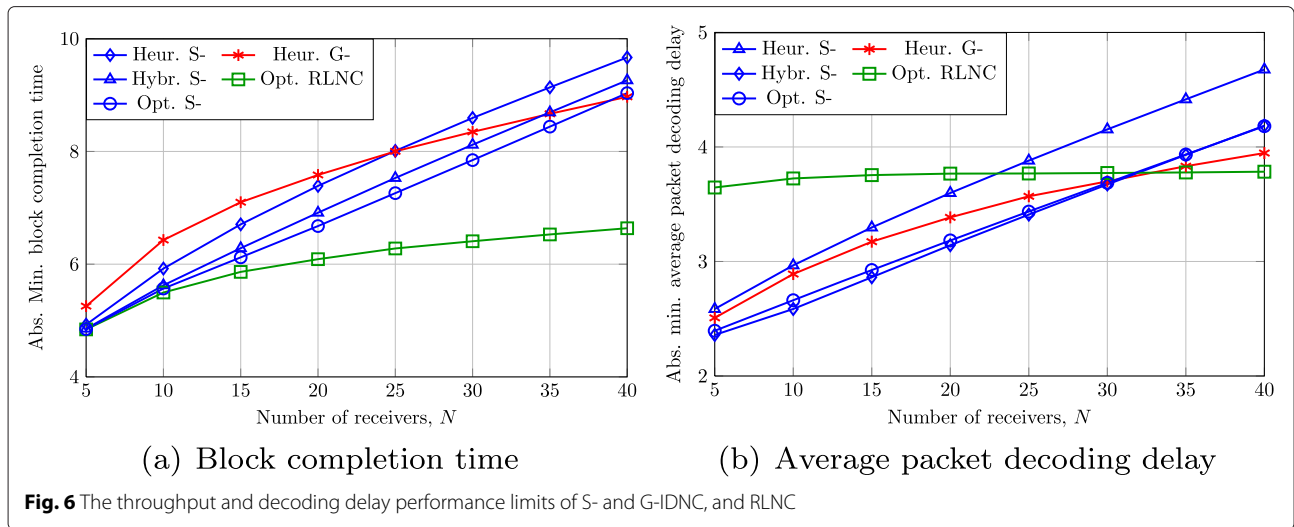 Abs. Min. block completion time
10
8
6
4
Heur. S-
Hybr. S-
Opt. S-
Heur. G-
Opt. RLNC
5 10 15 20 25 30 35 40
Number of receivers, N
(a) Block completion time
Abs. min. average packet decoding delay
5
4
3
2
Heur. S-
Hybr. S-
Opt. S-
Heur. G-
Opt. RLNC
5 10 15 20 25 30 35 40
Number of receivers, N
(b) Average packet decoding delay
Fig. 6 The throughput and decoding delay performance limits of S- and G-IDNC, and RLNC